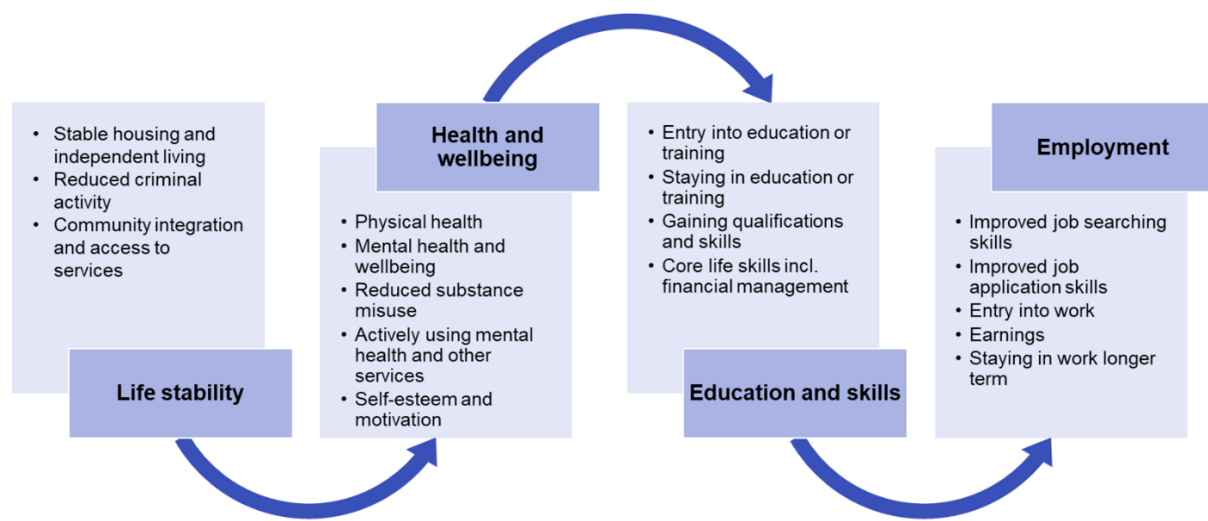 • Stable housing and
independent living
• Reduced criminal
activity
• Community integration
and access to
services
Life stability
Health and
wellbeing
• Physical health
• Mental health and
wellbeing
• Reduced substance
misuse
• Actively using mental
health and other
services
• Self-esteem and
motivation
• Entry into education or
training
• Staying in education or
training
• Gaining qualifications
and skills
• Core life skills incl.
financial management
Education and skills
Employment
• Improved job searching
skills
• Improved job
application skills
• Entry into work
• Earnings
• Staying in work longer
term